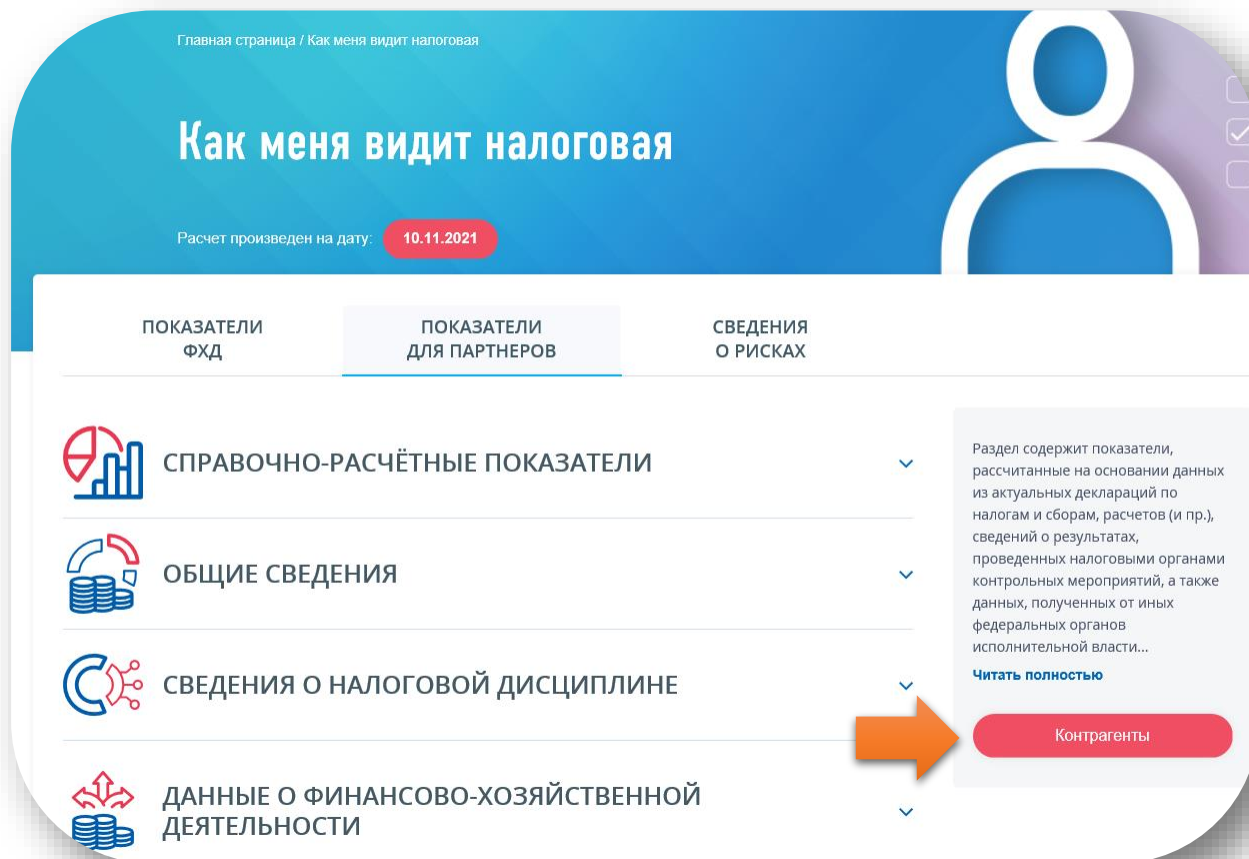 Главная страница / Как меня видит налоговая
Как меня видит налоговая
Расчет произведен на дату: 10.11.2021
ПОКАЗАТЕЛИ
ФХД
ПОКАЗАТЕЛИ
ДЛЯ ПАРТНЕРОВ
СВЕДЕНИЯ
О РИСКАХ
СПРАВОЧНО-РАСЧЁТНЫЕ ПОКАЗАТЕЛИ
ОБЩИЕ СВЕДЕНИЯ
СВЕДЕНИЯ О НАЛОГОВОЙ ДИСЦИПЛИНЕ
ДАННЫЕ О ФИНАНСОВО-ХОЗЯЙСТВЕННОЙ
ДЕЯТЕЛЬНОСТИ
Раздел содержит показатели,
рассчитанные на основании данных
из актуальных деклараций по
налогам и сборам, расчетов (и пр.),
сведений о результатах,
проведенных налоговыми органами
контрольных мероприятий, а также
данных, полученных от иных
федеральных органов
исполнительной власти...
Читать полностью
Контрагенты